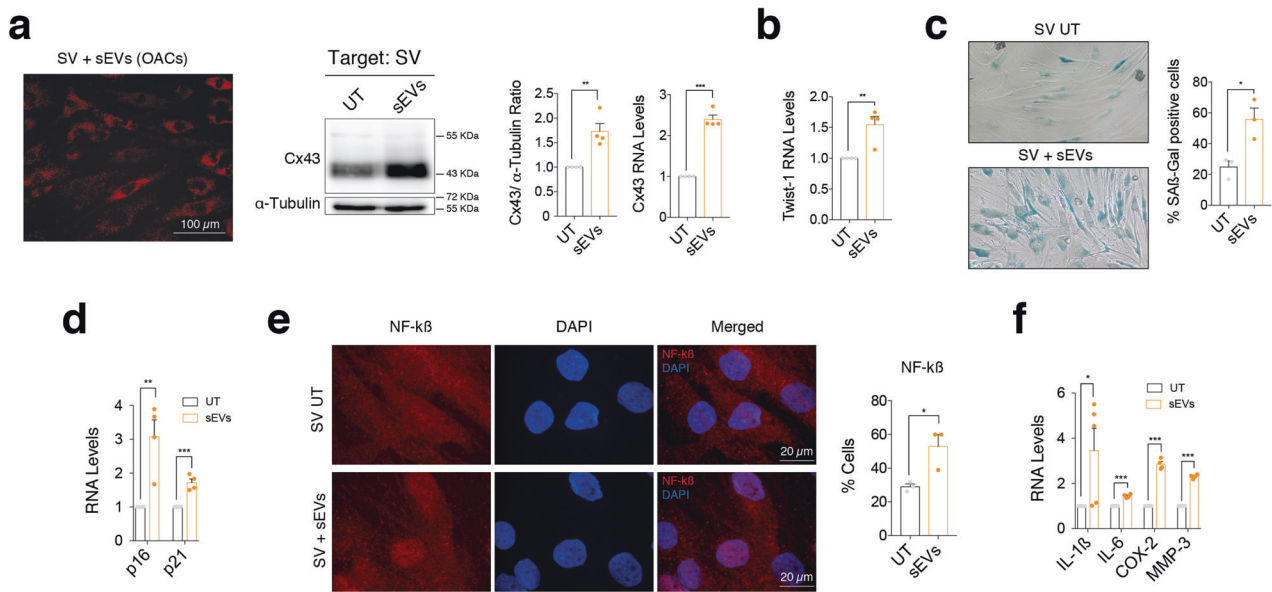 a
SV + sEVs (OACs)
100 µm
Target: SV
UT
sEVs
Cx43
α-Tubulin
55 KDa
43 KDa
72 KDa
55 KDa
Cx43/ α-Tubulin Ratio
2.5
2.0
1.5
1.0
0.5
0.0
**
UT
sEVs
Cx43 RNA Levels
3
2
1
0
***
UT
sEVs
b
Twist-1 RNA Levels
2.0
1.5
1.0
0.5
0.0
**
UT
sEVs
c
SV UT
SV + sEVs
% SAß-Gal positive cells
100
80
60
40
20
0
*
UT
sEVs
d
RNA Levels
4
3
2
1
0
**
***
UT
sEVs
p16
p21
e
NF-kß
DAPI
Merged
SV UT
NF-kß
DAPI
20 µm
SV + sEVs
NF-kß
DAPI
20 µm
NF-kß
% Cells
80
60
40
20
0
UT
sEVs
f
RNA Levels
6
4
2
0
*
***
***
***
UT
sEVs
IL-1ß
IL-6
COX-2
MMP-3